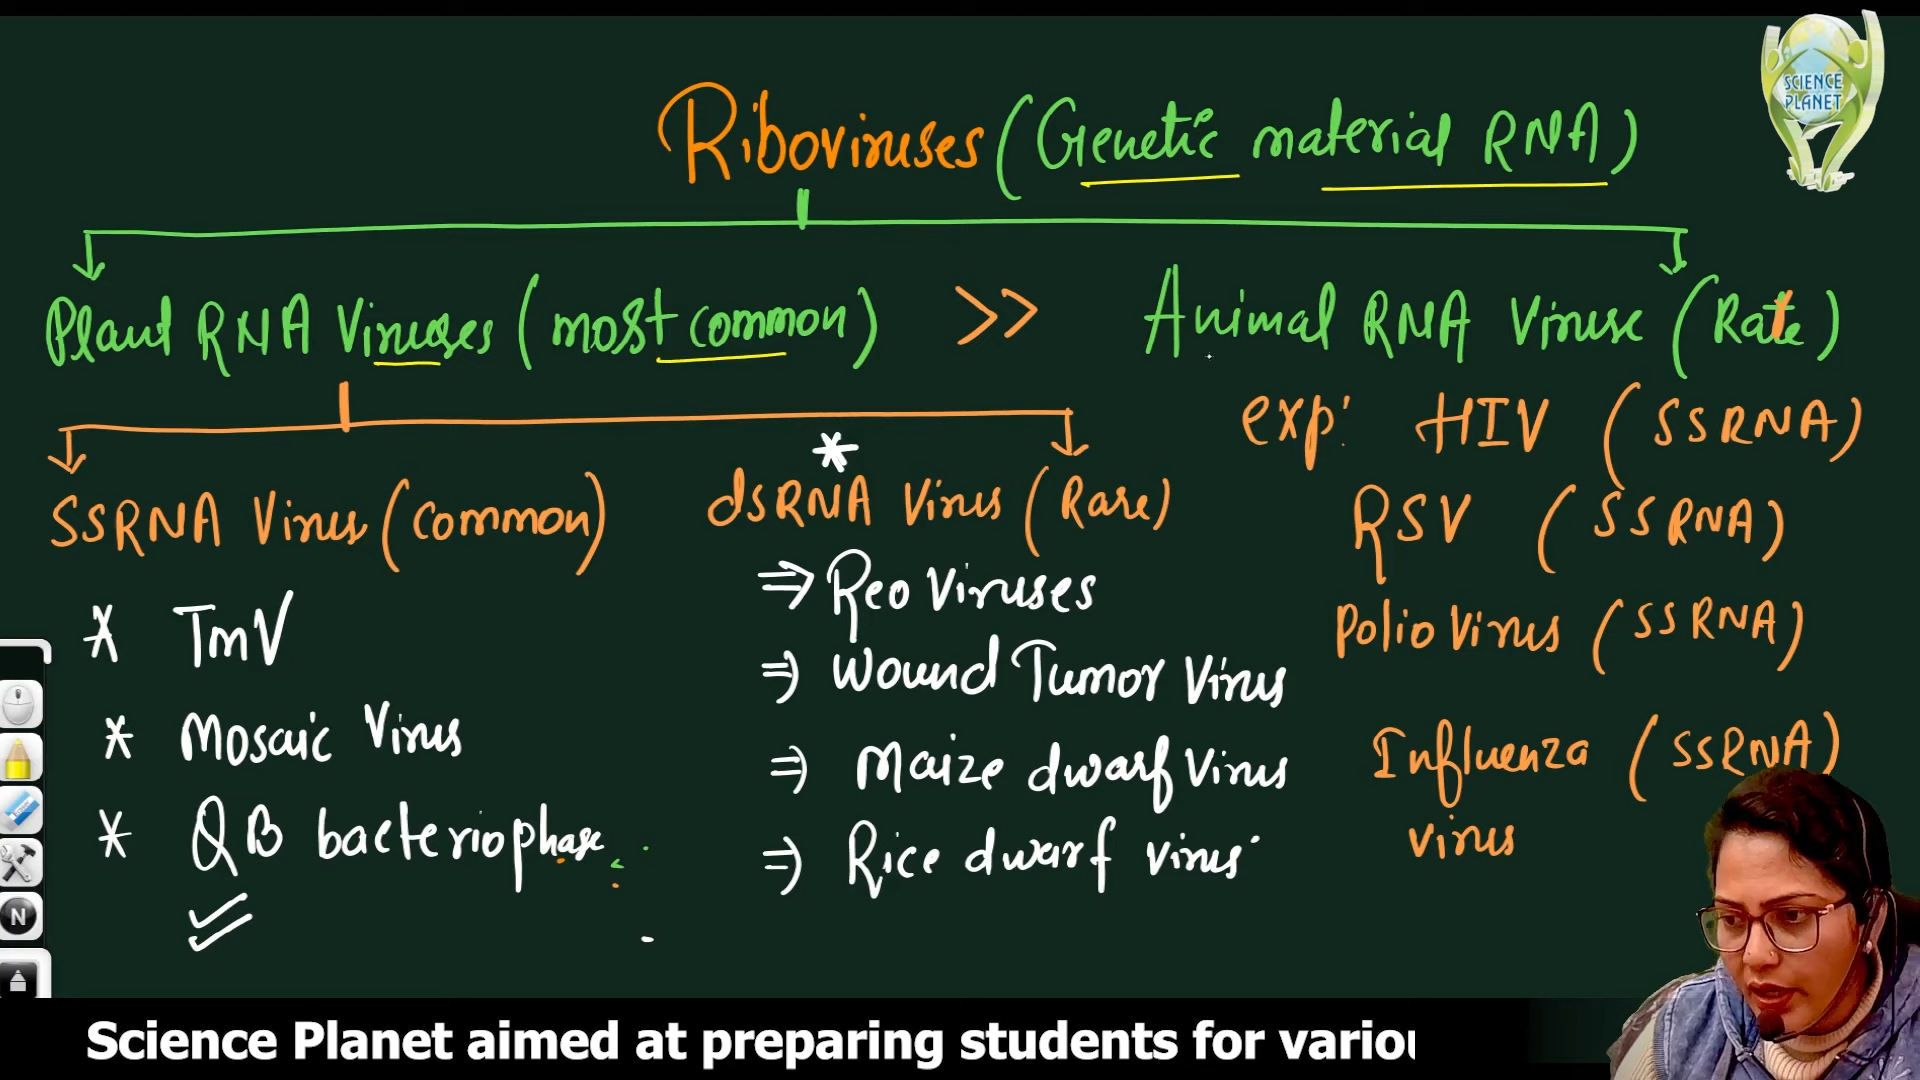 SCIENCE
PLANET
Riboviruses (Genetic material RNA)
Plant RNA Viruses (most common) >> Animal RNA Viruse (Rate)
exp: HIV (SSRNA)
SSRNA Virus (common)
dsRNA Virus (Rare)
RSV (SSRNA)
* TmV
⇒ Reo Viruses
Polio Virus (SSRNA)
* Mosaic Virus
⇒ Wound Tumor Virus
Influenza (SSRNA)
virus
* QB bacteriophase
⇒ Maize dwarf Virus
⇒ Rice dwarf virus
N
Science Planet aimed at preparing students for variou